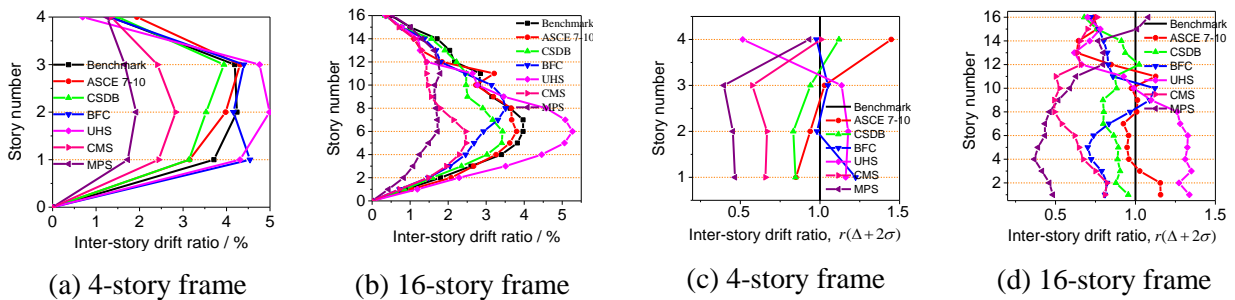 4
3
2
1
0
Story number
Benchmark
ASCE 7-10
CSDB
BFC
UHS
CMS
MPS
0 1 2 3 4 5
Inter-story drift ratio / %
(a) 4-story frame
16
14
12
10
8
6
4
2
0
Story number
Benchmark
ASCE 7-10
CSDB
BFC
UHS
CMS
MPS
0 1 2 3 4 5
Inter-story drift ratio / %
(b) 16-story frame
4
3
2
1
Story number
Benchmark
ASCE 7-10
CSDB
BFC
UHS
CMS
MPS
0.5 1.0 1.5
Inter-story drift ratio, r(Δ+2σ)
(c) 4-story frame
16
14
12
10
8
6
4
2
Story number
Benchmark
ASCE 7-10
CSDB
BFC
UHS
CMS
MPS
0.5 1.0 1.5
Inter-story drift ratio, r(Δ+2σ)
(d) 16-story frame